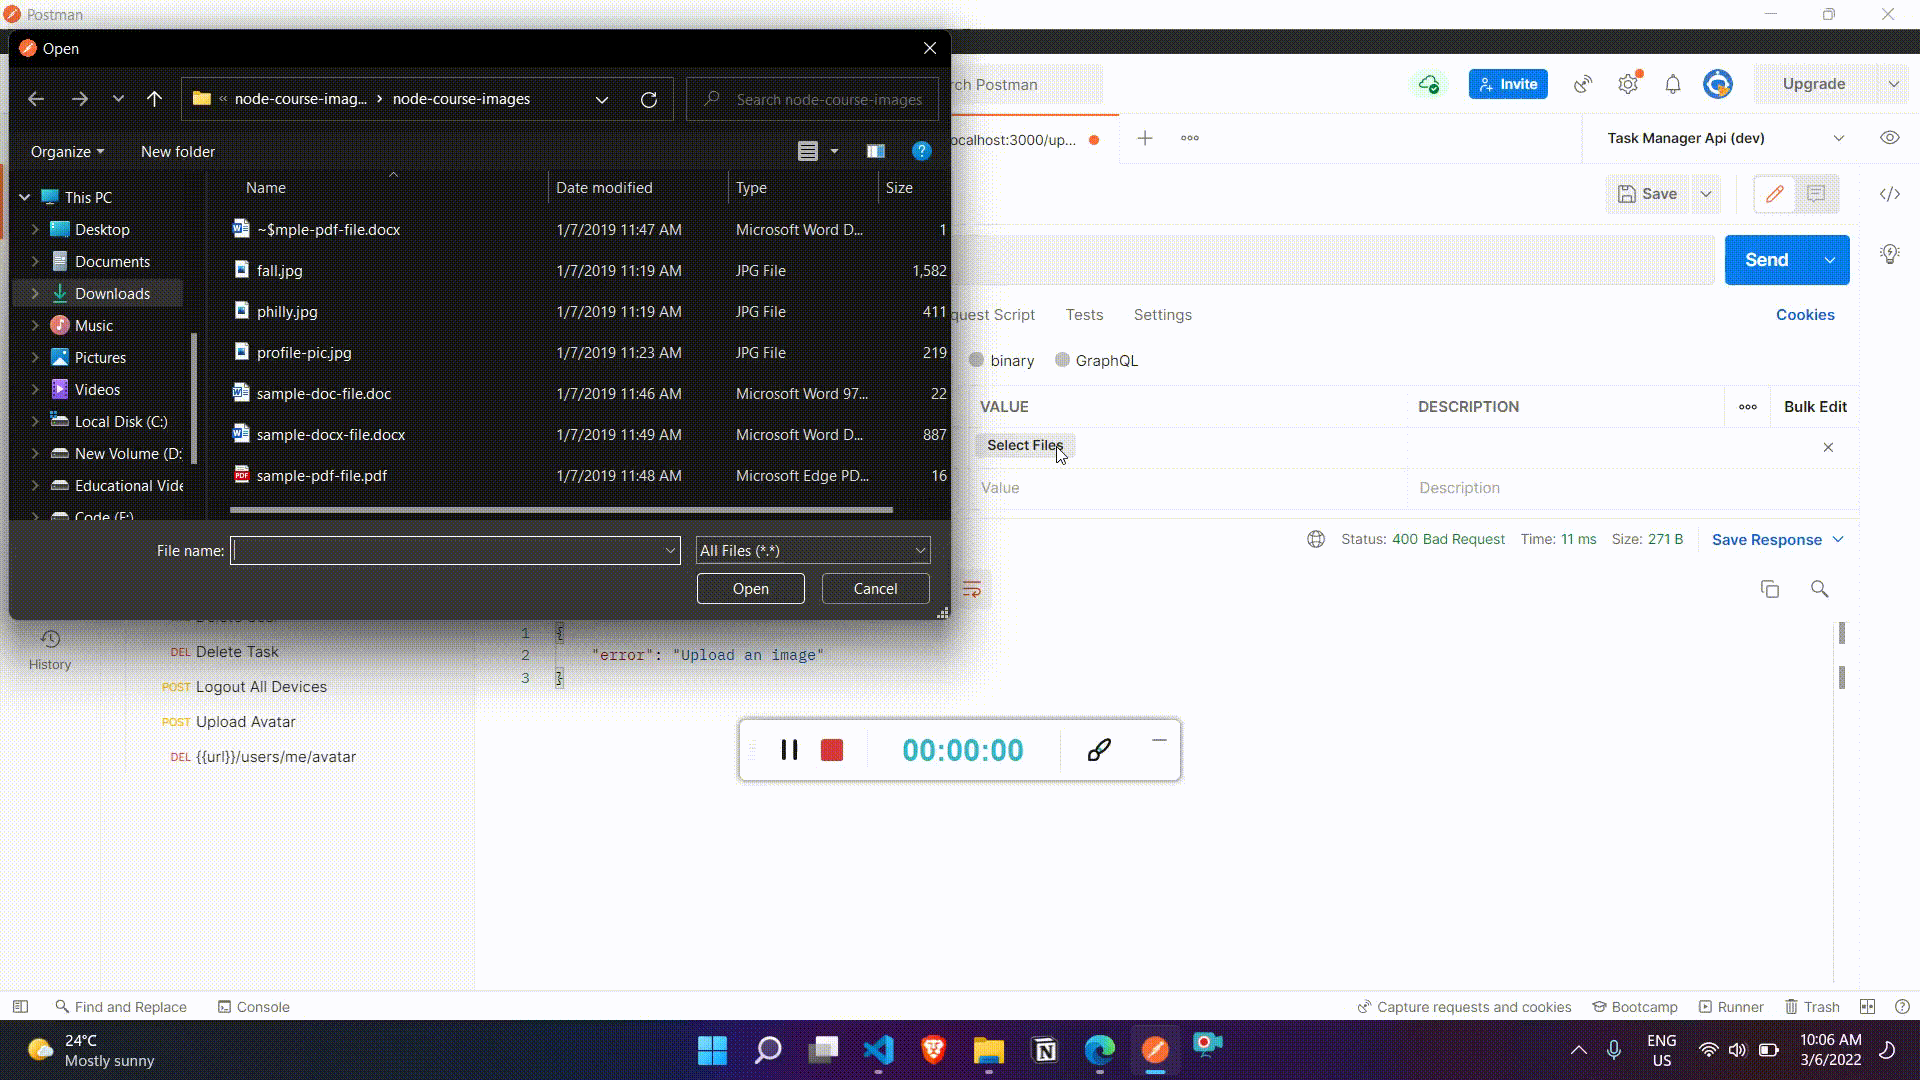 Postman
Open
« node-course-imag... › node-course-images
Search node-course-images
Organize
New folder
Name
Date modified
Type
Size
This PC
Desktop
Documents
Downloads
Music
Pictures
Videos
Local Disk (C:)
New Volume (D:
Educational Vide
Code (F:)
~$mple-pdf-file.docx 1/7/2019 11:47 AM Microsoft Word D... 1
fall.jpg 1/7/2019 11:19 AM JPG File 1,582
philly.jpg 1/7/2019 11:19 AM JPG File 411
profile-pic.jpg 1/7/2019 11:23 AM JPG File 219
sample-doc-file.doc 1/7/2019 11:46 AM Microsoft Word 97... 22
sample-docx-file.docx 1/7/2019 11:49 AM Microsoft Word D... 887
sample-pdf-file.pdf 1/7/2019 11:48 AM Microsoft Edge PD... 16
File name:
All Files (*.*)
Open
Cancel
rch Postman
Invite
Upgrade
ocalhost:3000/up...
Task Manager Api (dev)
Save
Send
quest Script
Tests
Settings
Cookies
binary
GraphQL
VALUE
DESCRIPTION
Bulk Edit
Select Files
Value
Description
Status: 400 Bad Request Time: 11 ms Size: 271 B
Save Response
History
DEL Delete Task
POST Logout All Devices
POST Upload Avatar
DEL {{url}}/users/me/avatar
1 {
2 "error": "Upload an image"
3 }
00:00:00
Find and Replace
Console
Capture requests and cookies
Bootcamp
Runner
Trash
24°C
Mostly sunny
ENG
US
10:06 AM
3/6/2022